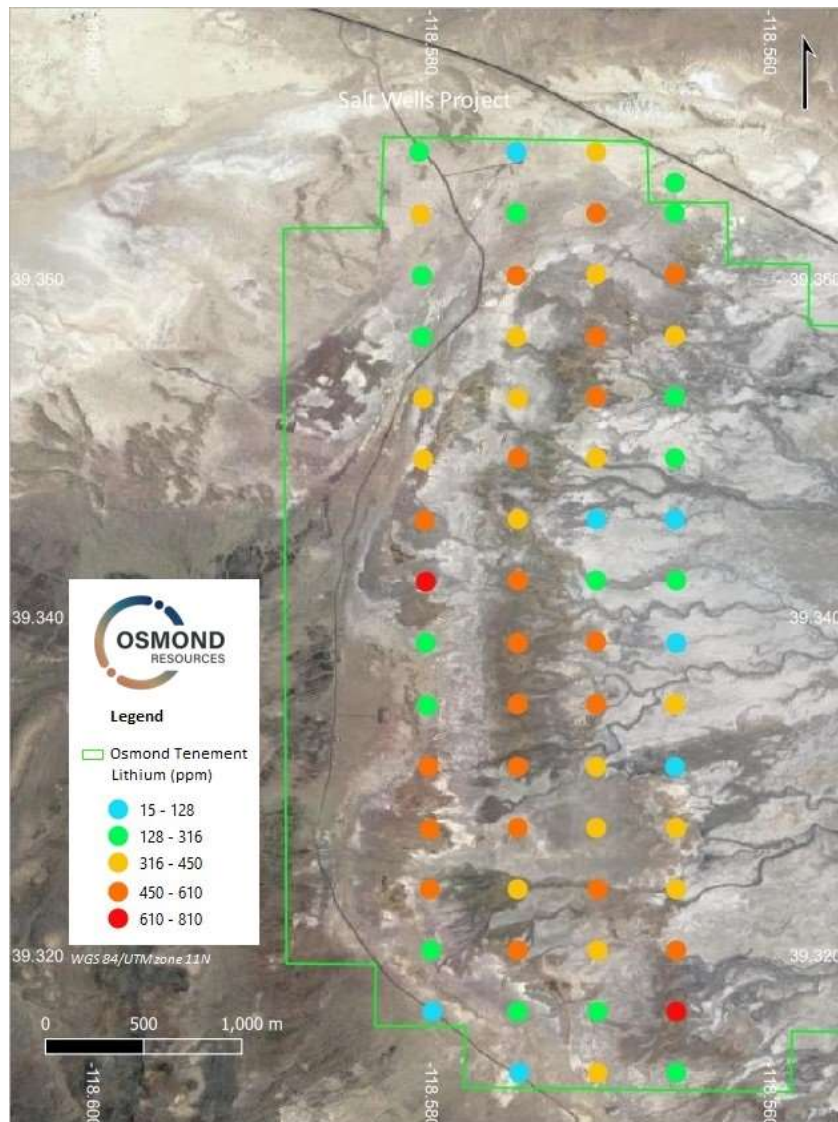 -118.600
-118.580
-118.560
Salt Wells Project
39.360
39.360
39.340
39.340
OSMOND
RESOURCES
Legend
Osmond Tenement
Lithium (ppm)
15 - 128
128 - 316
316 - 450
450 - 610
610 - 810
WGS 84/UTM zone 11N
39.320
39.320
0 500 1,000 m
-118.600
-118.580
-118.560